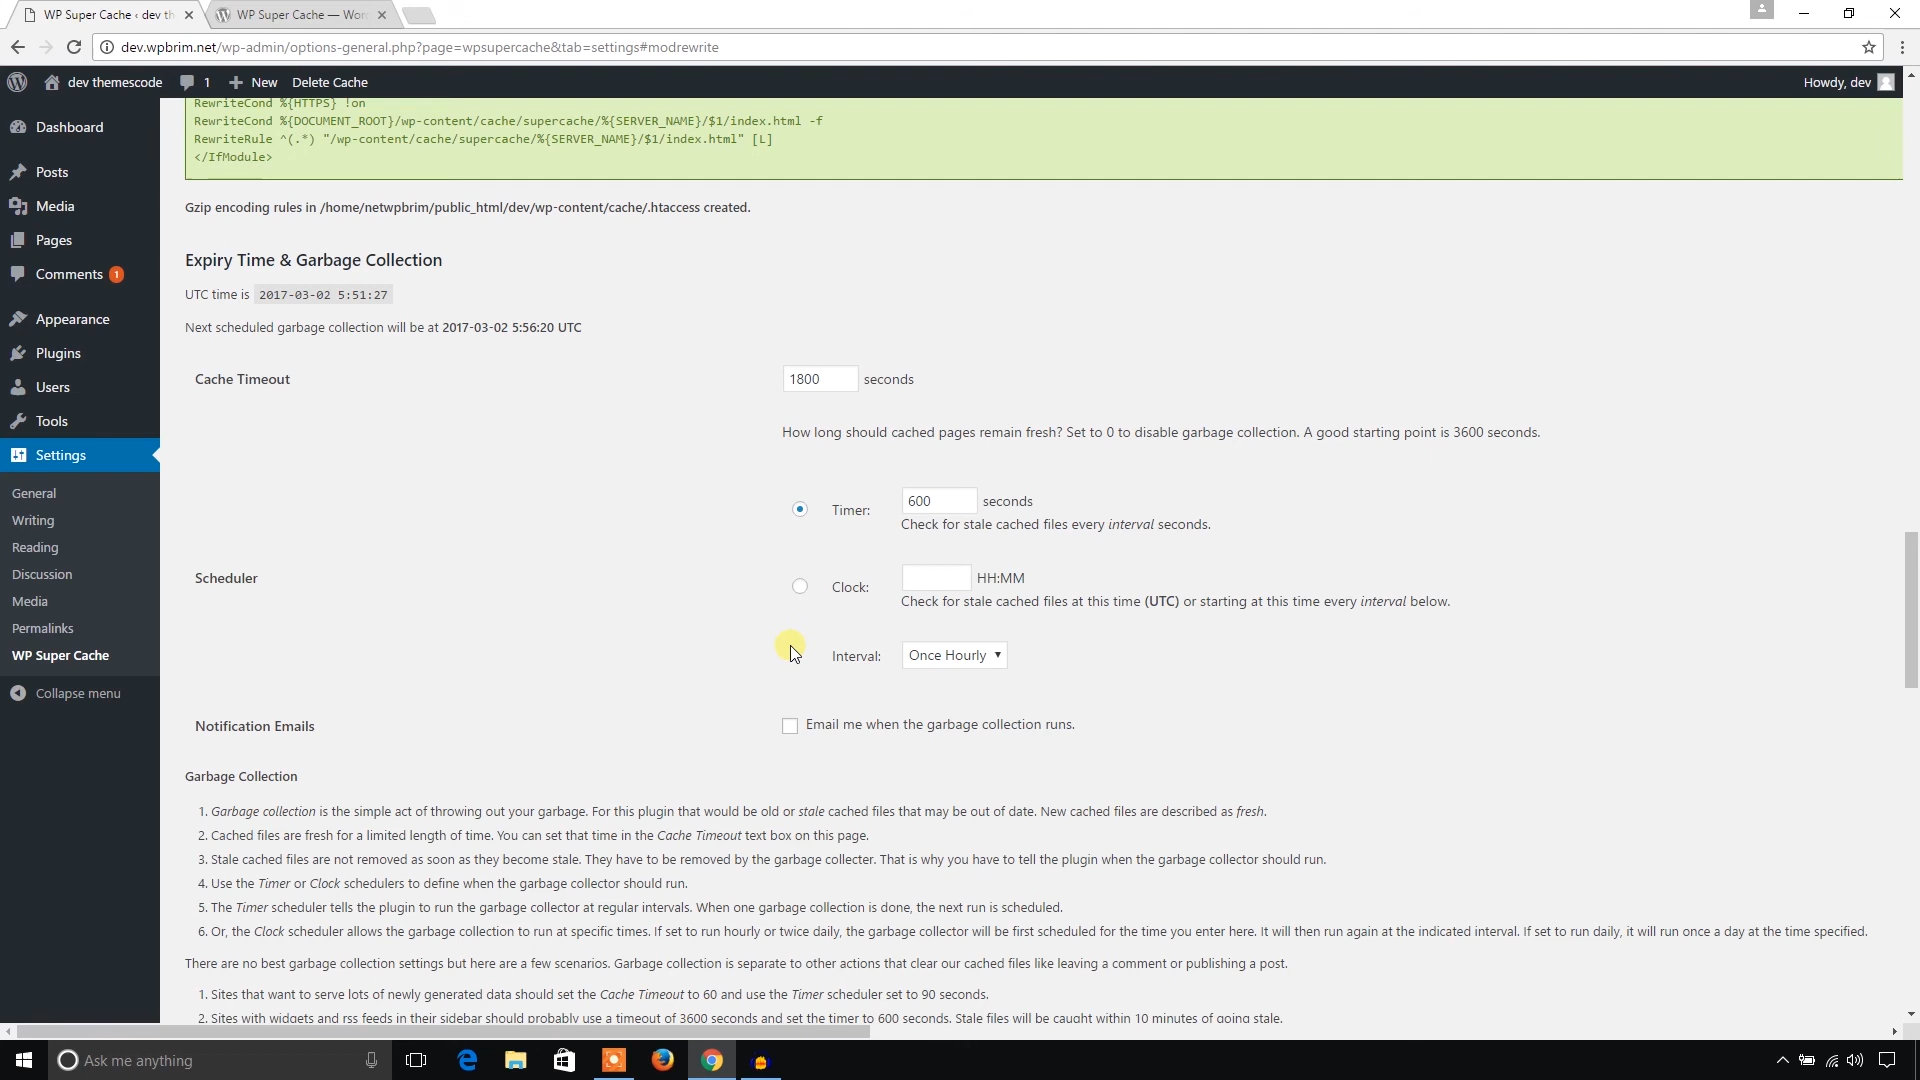 WP Super Cache ‹ dev th
WP Super Cache — Wor
dev.wpbrim.net/wp-admin/options-general.php?page=wpsupercache&tab=settings#modrewrite
dev themescode
1
New
Delete Cache
Howdy, dev
Dashboard
Posts
Media
Pages
Comments 1
Appearance
Plugins
Users
Tools
Settings
General
Writing
Reading
Discussion
Media
Permalinks
WP Super Cache
Collapse menu
RewriteCond %{HTTPS} !on
RewriteCond %{DOCUMENT_ROOT}/wp-content/cache/supercache/%{SERVER_NAME}/$1/index.html -f
RewriteRule ^(.*) "/wp-content/cache/supercache/%{SERVER_NAME}/$1/index.html" [L]
</IfModule>
Gzip encoding rules in /home/netwpbrim/public_html/dev/wp-content/cache/.htaccess created.
Expiry Time & Garbage Collection
UTC time is 2017-03-02 5:51:27
Next scheduled garbage collection will be at 2017-03-02 5:56:20 UTC
Cache Timeout
1800 seconds
How long should cached pages remain fresh? Set to 0 to disable garbage collection. A good starting point is 3600 seconds.
Scheduler
Timer: 600 seconds
Check for stale cached files every interval seconds.
Clock: HH:MM
Check for stale cached files at this time (UTC) or starting at this time every interval below.
Interval: Once Hourly
Notification Emails
Email me when the garbage collection runs.
Garbage Collection
1. Garbage collection is the simple act of throwing out your garbage. For this plugin that would be old or stale cached files that may be out of date. New cached files are described as fresh.
2. Cached files are fresh for a limited length of time. You can set that time in the Cache Timeout text box on this page.
3. Stale cached files are not removed as soon as they become stale. They have to be removed by the garbage collecter. That is why you have to tell the plugin when the garbage collector should run.
4. Use the Timer or Clock schedulers to define when the garbage collector should run.
5. The Timer scheduler tells the plugin to run the garbage collector at regular intervals. When one garbage collection is done, the next run is scheduled.
6. Or, the Clock scheduler allows the garbage collection to run at specific times. If set to run hourly or twice daily, the garbage collector will be first scheduled for the time you enter here. It will then run again at the indicated interval. If set to run daily, it will run once a day at the time specified.
There are no best garbage collection settings but here are a few scenarios. Garbage collection is separate to other actions that clear our cached files like leaving a comment or publishing a post.
1. Sites that want to serve lots of newly generated data should set the Cache Timeout to 60 and use the Timer scheduler set to 90 seconds.
2. Sites with widgets and rss feeds in their sidebar should probably use a timeout of 3600 seconds and set the timer to 600 seconds. Stale files will be caught within 10 minutes of going stale.
Ask me anything